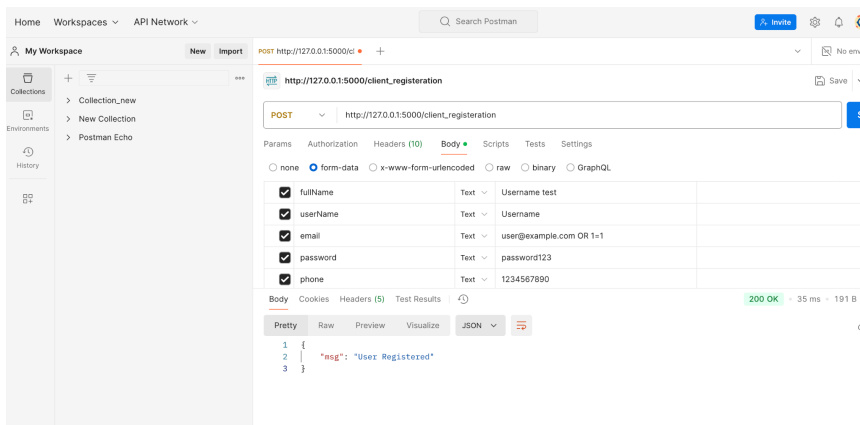 Home Workspaces API Network Search Postman Invite
My Workspace New Import POST http://127.0.0.1:5000/cl No env
Collections
Environments
History
Collection_new
New Collection
Postman Echo
HTTP http://127.0.0.1:5000/client_registeration Save
POST http://127.0.0.1:5000/client_registeration
Params Authorization Headers (10) Body Scripts Tests Settings
none form-data x-www-form-urlencoded raw binary GraphQL
fullName Text Username test
userName Text Username
email Text user@example.com OR 1=1
password Text password123
phone Text 1234567890
Body Cookies Headers (5) Test Results 200 OK 35 ms 191 B
Pretty Raw Preview Visualize JSON
1 {
2 "msg": "User Registered"
3 }